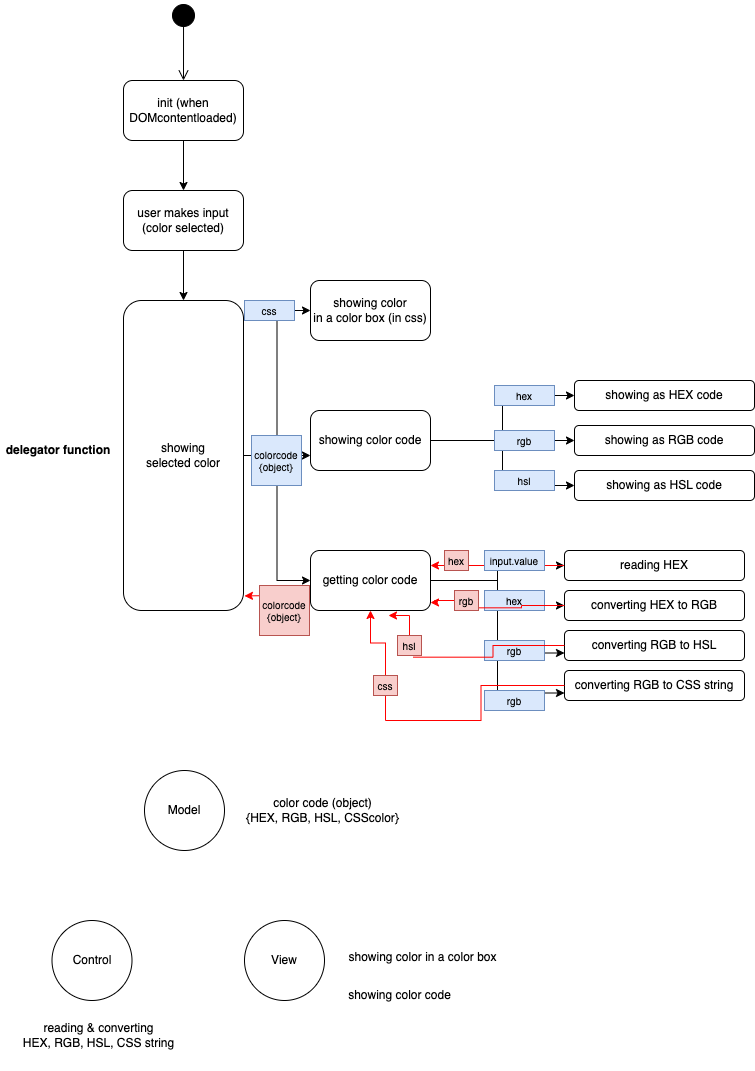 init (when
DOMcontentloaded)
user makes input
(color selected)
css
showing color
in a color box (in css)
delegator function
showing
selected color
colorcode
{object}
showing color code
hex
showing as HEX code
rgb
showing as RGB code
hsl
showing as HSL code
getting color code
hex
input.value
reading HEX
rgb
hex
converting HEX to RGB
colorcode
{object}
hsl
rgb
converting RGB to HSL
css
rgb
converting RGB to CSS string
Model
color code (object)
{HEX, RGB, HSL, CSScolor}
Control
View
showing color in a color box
showing color code
reading & converting
HEX, RGB, HSL, CSS string